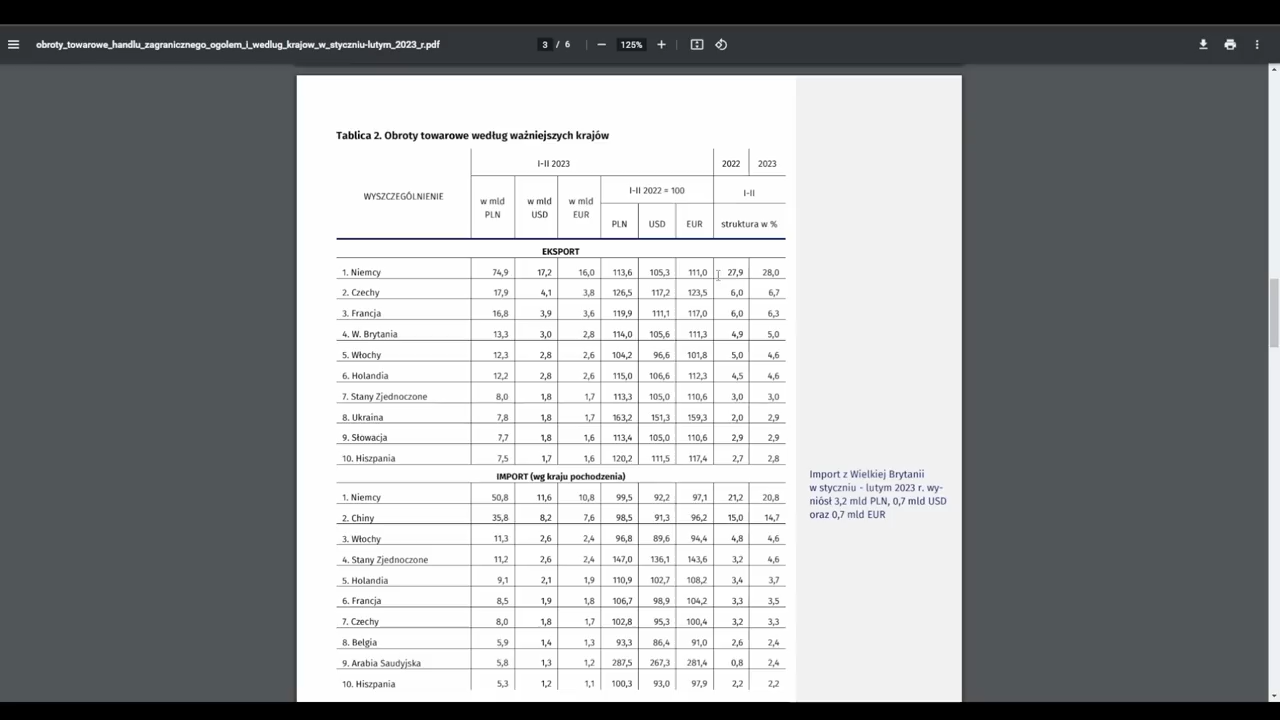 obroty_towarowe_handlu_zagranicznego_ogolem_i_wedlug_krajow_w_styczniu-lutym_2023_r.pdf 3 / 6 125%
Tablica 2. Obroty towarowe według ważniejszych krajów
I-II 2023 2022 2023
WYSZCZEGÓLNIENIE w mld PLN w mld USD w mld EUR I-II 2022 = 100 I-II
PLN USD EUR struktura w %
EKSPORT
1. Niemcy 74,9 17,2 16,0 113,6 105,3 111,0 27,9 28,0
2. Czechy 17,9 4,1 3,8 126,5 117,2 123,5 6,0 6,7
3. Francja 16,8 3,9 3,6 119,9 111,1 117,0 6,0 6,3
4. W. Brytania 13,3 3,0 2,8 114,0 105,6 111,3 4,9 5,0
5. Włochy 12,3 2,8 2,6 104,2 96,6 101,8 5,0 4,6
6. Holandia 12,2 2,8 2,6 115,0 106,6 112,3 4,5 4,6
7. Stany Zjednoczone 8,0 1,8 1,7 113,3 105,0 110,6 3,0 3,0
8. Ukraina 7,8 1,8 1,7 163,2 151,3 159,3 2,0 2,9
9. Słowacja 7,7 1,8 1,6 113,4 105,0 110,6 2,9 2,9
10. Hiszpania 7,5 1,7 1,6 120,2 111,5 117,4 2,7 2,8
IMPORT (wg kraju pochodzenia)
1. Niemcy 50,8 11,6 10,8 99,5 92,2 97,1 21,2 20,8
2. Chiny 35,8 8,2 7,6 98,5 91,3 96,2 15,0 14,7
3. Włochy 11,3 2,6 2,4 96,8 89,6 94,4 4,8 4,6
4. Stany Zjednoczone 11,2 2,6 2,4 147,0 136,1 143,6 3,2 4,6
5. Holandia 9,1 2,1 1,9 110,9 102,7 108,2 3,4 3,7
6. Francja 8,5 1,9 1,8 106,7 98,9 104,2 3,3 3,5
7. Czechy 8,0 1,8 1,7 102,8 95,3 100,4 3,2 3,3
8. Belgia 5,9 1,4 1,3 93,3 86,4 91,0 2,6 2,4
9. Arabia Saudyjska 5,8 1,3 1,2 287,5 267,3 281,4 0,8 2,4
10. Hiszpania 5,3 1,2 1,1 100,3 93,0 97,9 2,2 2,2
Import z Wielkiej Brytanii
w styczniu - lutym 2023 r. wy-
niósł 3,2 mld PLN, 0,7 mld USD
oraz 0,7 mld EUR